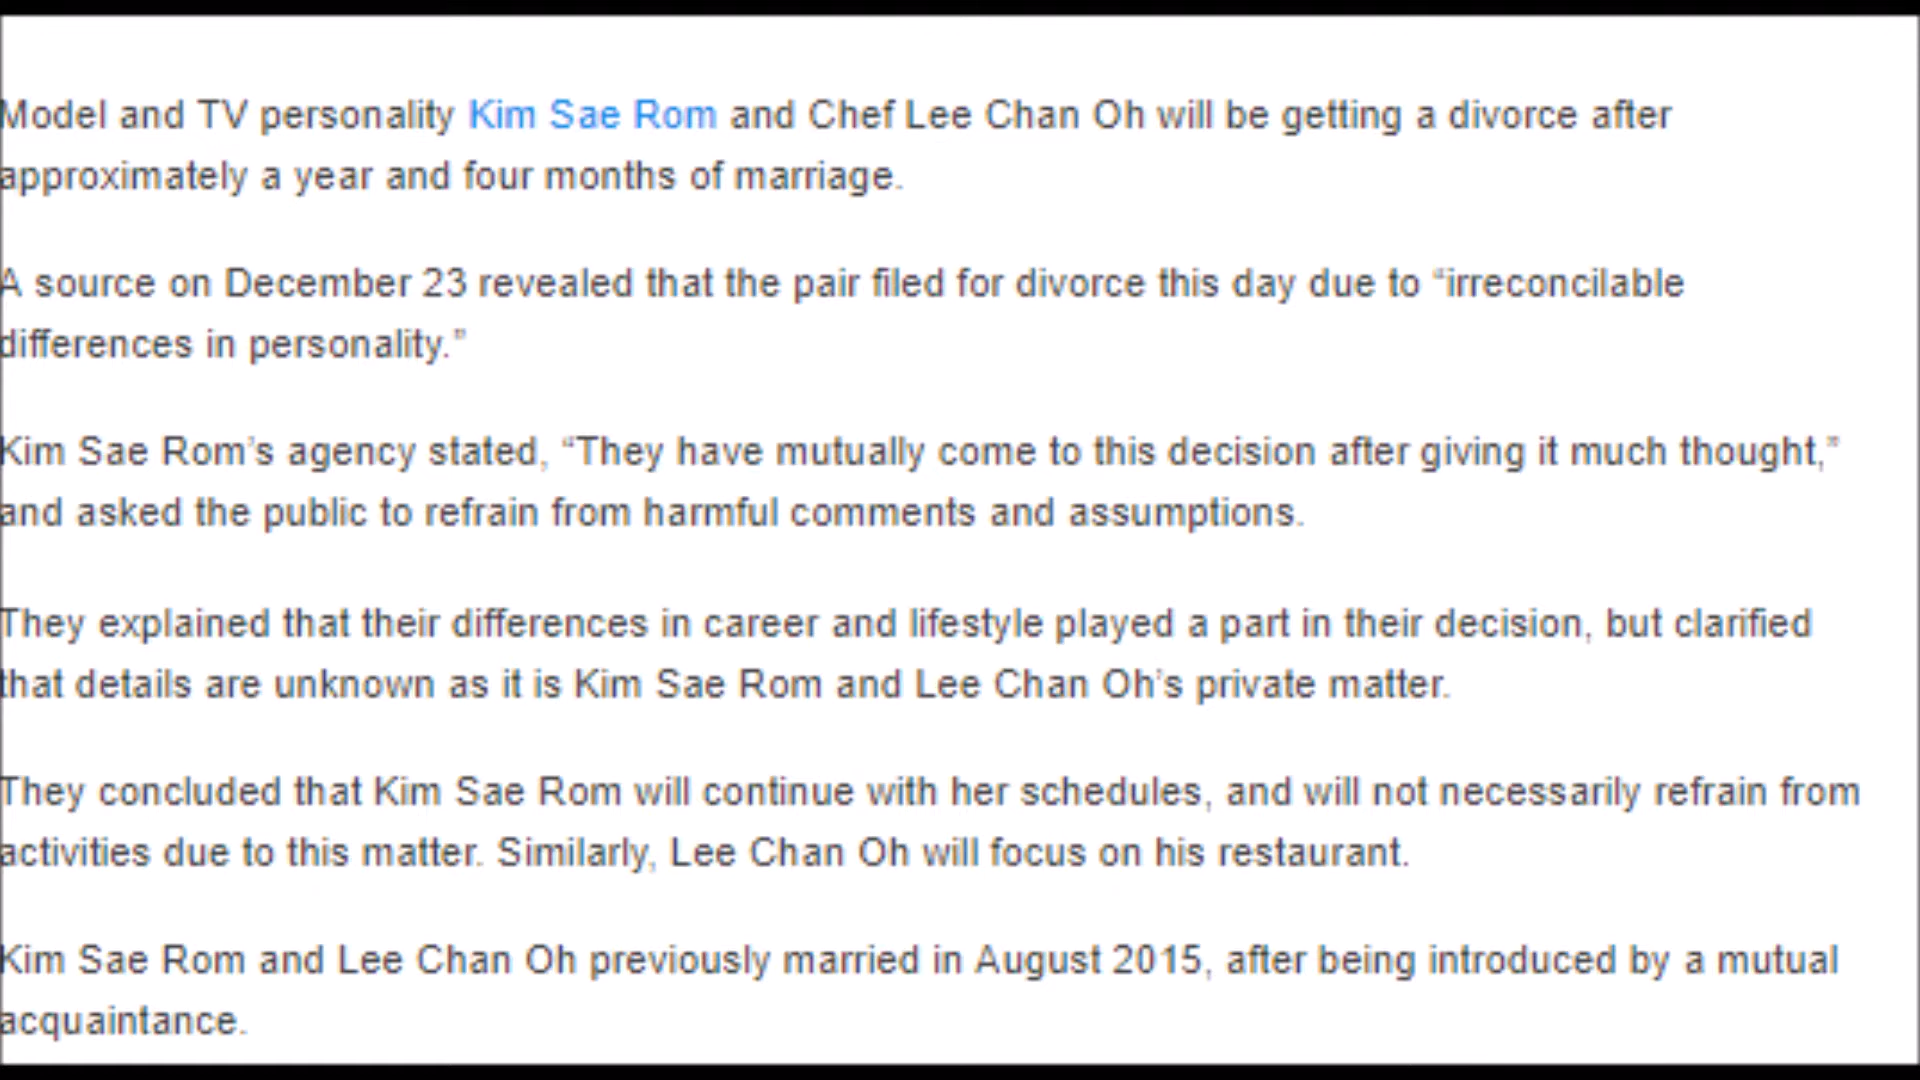 Model and TV personality Kim Sae Rom and Chef Lee Chan Oh will be getting a divorce after
approximately a year and four months of marriage.
A source on December 23 revealed that the pair filed for divorce this day due to “irreconcilable
differences in personality.”
Kim Sae Rom’s agency stated, “They have mutually come to this decision after giving it much thought,”
and asked the public to refrain from harmful comments and assumptions.
They explained that their differences in career and lifestyle played a part in their decision, but clarified
that details are unknown as it is Kim Sae Rom and Lee Chan Oh’s private matter.
They concluded that Kim Sae Rom will continue with her schedules, and will not necessarily refrain from
activities due to this matter. Similarly, Lee Chan Oh will focus on his restaurant.
Kim Sae Rom and Lee Chan Oh previously married in August 2015, after being introduced by a mutual
acquaintance.